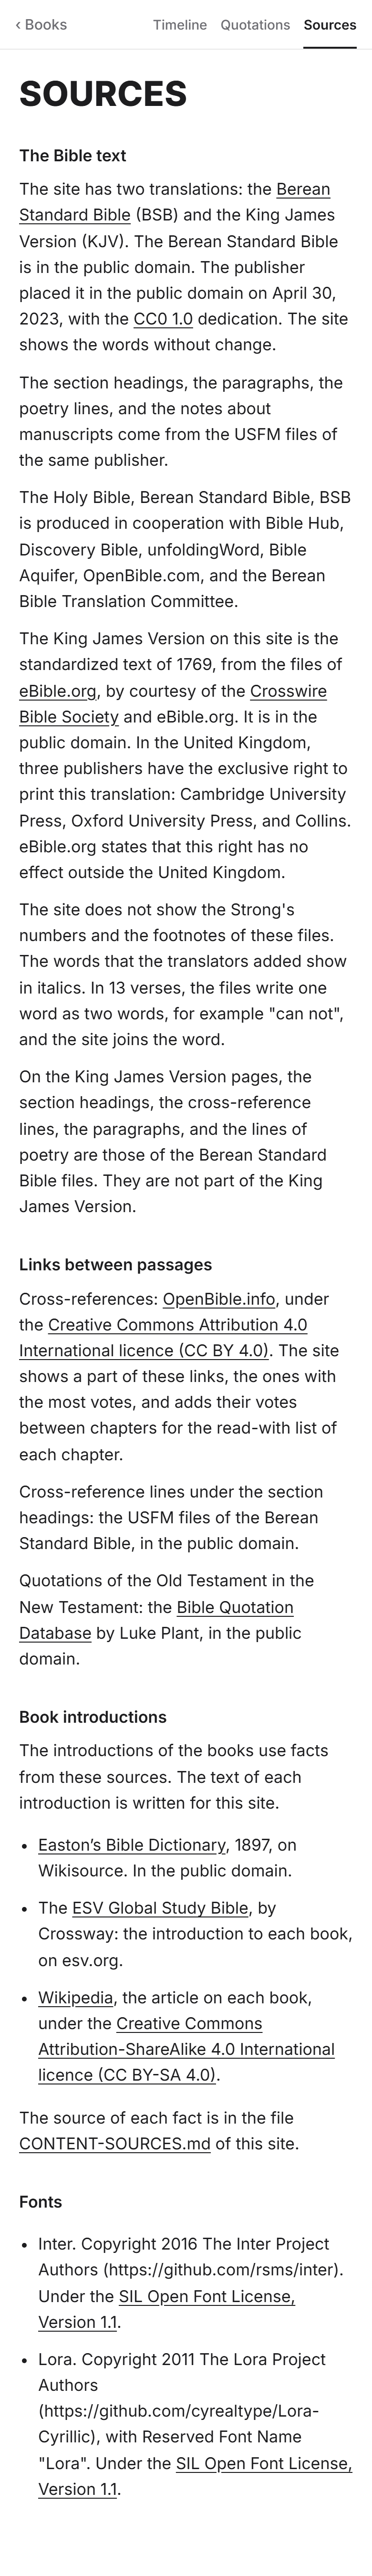 ‹ Books
Timeline
Quotations
Sources
SOURCES
The Bible text
The site has two translations: the Berean
Standard Bible (BSB) and the King James
Version (KJV). The Berean Standard Bible
is in the public domain. The publisher
placed it in the public domain on April 30,
2023, with the CC0 1.0 dedication. The site
shows the words without change.
The section headings, the paragraphs, the
poetry lines, and the notes about
manuscripts come from the USFM files of
the same publisher.
The Holy Bible, Berean Standard Bible, BSB
is produced in cooperation with Bible Hub,
Discovery Bible, unfoldingWord, Bible
Aquifer, OpenBible.com, and the Berean
Bible Translation Committee.
The King James Version on this site is the
standardized text of 1769, from the files of
eBible.org, by courtesy of the Crosswire
Bible Society and eBible.org. It is in the
public domain. In the United Kingdom,
three publishers have the exclusive right to
print this translation: Cambridge University
Press, Oxford University Press, and Collins.
eBible.org states that this right has no
effect outside the United Kingdom.
The site does not show the Strong's
numbers and the footnotes of these files.
The words that the translators added show
in italics. In 13 verses, the files write one
word as two words, for example "can not",
and the site joins the word.
On the King James Version pages, the
section headings, the cross-reference
lines, the paragraphs, and the lines of
poetry are those of the Berean Standard
Bible files. They are not part of the King
James Version.
Links between passages
Cross-references: OpenBible.info, under
the Creative Commons Attribution 4.0
International licence (CC BY 4.0). The site
shows a part of these links, the ones with
the most votes, and adds their votes
between chapters for the read-with list of
each chapter.
Cross-reference lines under the section
headings: the USFM files of the Berean
Standard Bible, in the public domain.
Quotations of the Old Testament in the
New Testament: the Bible Quotation
Database by Luke Plant, in the public
domain.
Book introductions
The introductions of the books use facts
from these sources. The text of each
introduction is written for this site.
• Easton’s Bible Dictionary, 1897, on
Wikisource. In the public domain.
• The ESV Global Study Bible, by
Crossway: the introduction to each book,
on esv.org.
• Wikipedia, the article on each book,
under the Creative Commons
Attribution-ShareAlike 4.0 International
licence (CC BY-SA 4.0).
The source of each fact is in the file
CONTENT-SOURCES.md of this site.
Fonts
• Inter. Copyright 2016 The Inter Project
Authors (https://github.com/rsms/inter).
Under the SIL Open Font License,
Version 1.1.
• Lora. Copyright 2011 The Lora Project
Authors
(https://github.com/cyrealtype/Lora-
Cyrillic), with Reserved Font Name
"Lora". Under the SIL Open Font License,
Version 1.1.